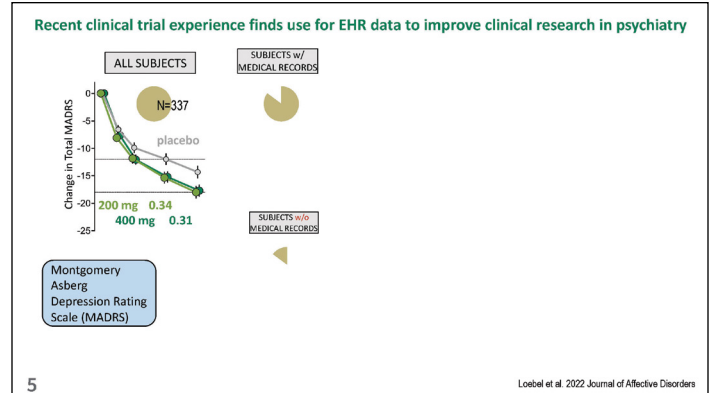 Recent clinical trial experience finds use for EHR data to improve clinical research in psychiatry
ALL SUBJECTS
SUBJECTS w/
MEDICAL RECORDS
N=337
placebo
Change in Total MADRS
0
-5
-10
-15
-20
-25
200 mg 0.34
400 mg 0.31
SUBJECTS w/o
MEDICAL RECORDS
Montgomery
Asberg
Depression Rating
Scale (MADRS)
5
Loebel et al. 2022 Journal of Affective Disorders